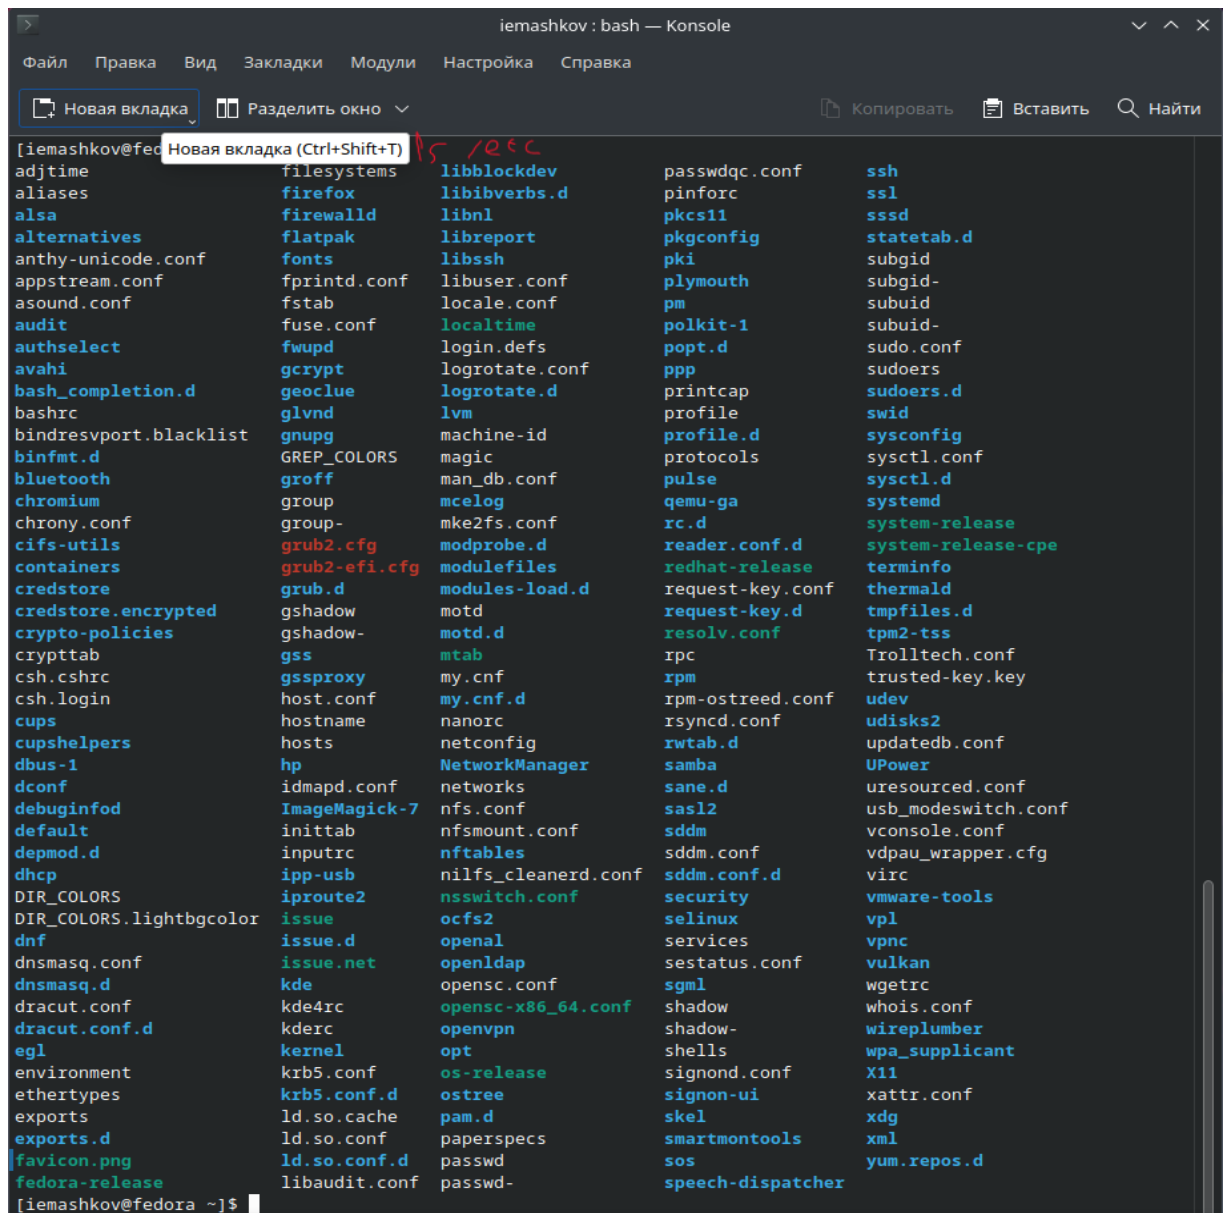 iemashkov : bash — Konsole
Файл Правка Вид Закладки Модули Настройка Справка
Новая вкладка Разделить окно Копировать Вставить Найти
[iemashkov@fed Новая вкладка (Ctrl+Shift+T) ls /etc
adjtime filesystems libblockdev passwdqc.conf ssh
aliases firefox libibverbs.d pinforc ssl
alsa firewalld libnl pkcs11 sssd
alternatives flatpak libreport pkgconfig statetab.d
anthy-unicode.conf fonts libssh pki subgid
appstream.conf fprintd.conf libuser.conf plymouth subgid-
asound.conf fstab locale.conf pm subuid
audit fuse.conf localtime polkit-1 subuid-
authselect fwupd login.defs popt.d sudo.conf
avahi gcrypt logrotate.conf ppp sudoers
bash_completion.d geoclue logrotate.d printcap sudoers.d
bashrc glvnd lvm profile swid
bindresvport.blacklist gnupg machine-id profile.d sysconfig
binfmt.d GREP_COLORS magic protocols sysctl.conf
bluetooth groff man_db.conf pulse sysctl.d
chromium group mcelog qemu-ga systemd
chrony.conf group- mke2fs.conf rc.d system-release
cifs-utils grub2.cfg modprobe.d reader.conf.d system-release-cpe
containers grub2-efi.cfg modulefiles redhat-release terminfo
credstore grub.d modules-load.d request-key.conf thermald
credstore.encrypted gshadow motd request-key.d tmpfiles.d
crypto-policies gshadow- motd.d resolv.conf tpm2-tss
crypttab gss mtab rpc Trolltech.conf
csh.cshrc gssproxy my.cnf rpm trusted-key.key
csh.login host.conf my.cnf.d rpm-ostreed.conf udev
cups hostname nanorc rsyncd.conf udisks2
cupshelpers hosts netconfig rwtab.d updatedb.conf
dbus-1 hp NetworkManager samba UPower
dconf idmapd.conf networks sane.d uresourced.conf
debuginfod ImageMagick-7 nfs.conf sasl2 usb_modeswitch.conf
default inittab nfsmount.conf sddm vconsole.conf
depmod.d inputrc nftables sddm.conf vdpau_wrapper.cfg
dhcp ipp-usb nilfs_cleanerd.conf sddm.conf.d virc
DIR_COLORS iproute2 nsswitch.conf security vmware-tools
DIR_COLORS.lightbgcolor issue ocfs2 selinux vpl
dnf issue.d openal services vpnc
dnsmasq.conf issue.net openldap sestatus.conf vulkan
dnsmasq.d kde opensc.conf sgml wgetrc
dracut.conf kde4rc opensc-x86_64.conf shadow whois.conf
dracut.conf.d kderc openvpn shadow- wireplumber
egl kernel opt shells wpa_supplicant
environment krb5.conf os-release signond.conf X11
ethertypes krb5.conf.d ostree signon-ui xattr.conf
exports ld.so.cache pam.d skel xdg
exports.d ld.so.conf paperspecs smartmontools xml
favicon.png ld.so.conf.d passwd sos yum.repos.d
fedora-release libaudit.conf passwd- speech-dispatcher
[iemashkov@fedora ~]$